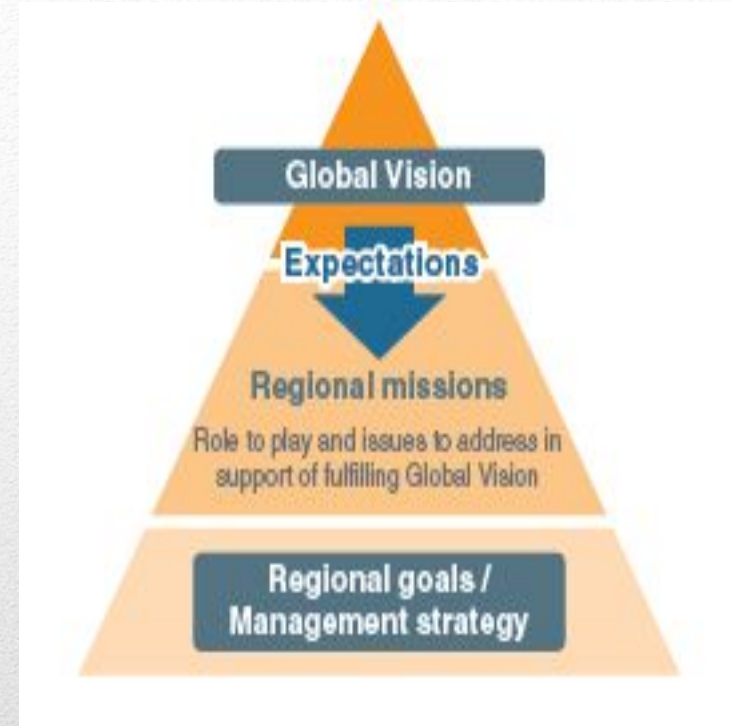 Global Vision
Expectations
Regional missions
Role to play and issues to address in
support of fulfilling Global Vision
Regional goals /
Management strategy